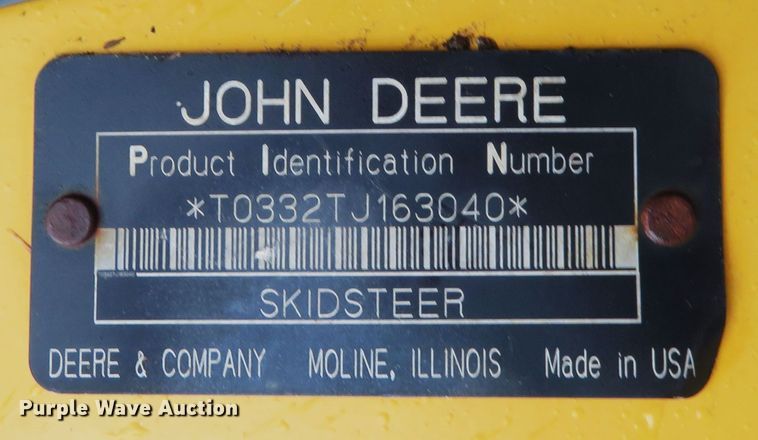 JOHN DEERE
Product Identification Number
*T0332TJ163040*
SKIDSTEER
DEERE & COMPANY MOLINE, ILLINOIS Made in USA
Purple Wave Auction